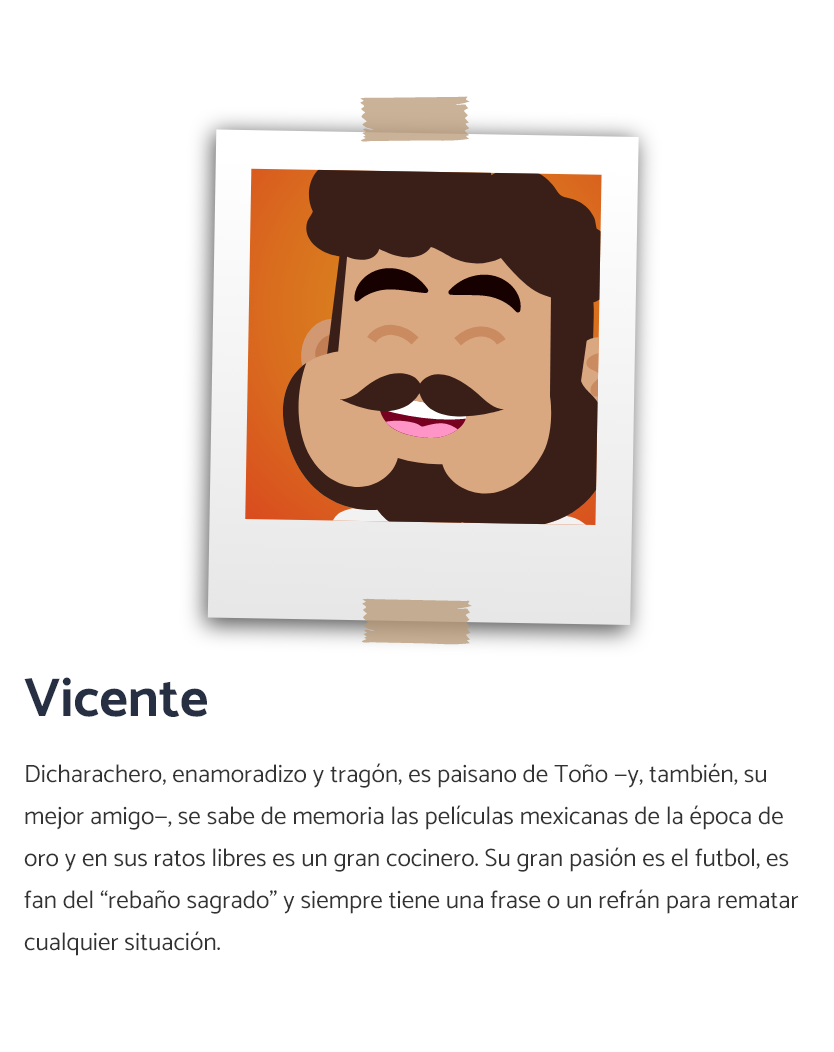 Vicente
Dicharachero, enamoradizo y tragón, es paisano de Toño –y, también, su
mejor amigo–, se sabe de memoria las películas mexicanas de la época de
oro y en sus ratos libres es un gran cocinero. Su gran pasión es el futbol, es
fan del “rebaño sagrado” y siempre tiene una frase o un refrán para rematar
cualquier situación.